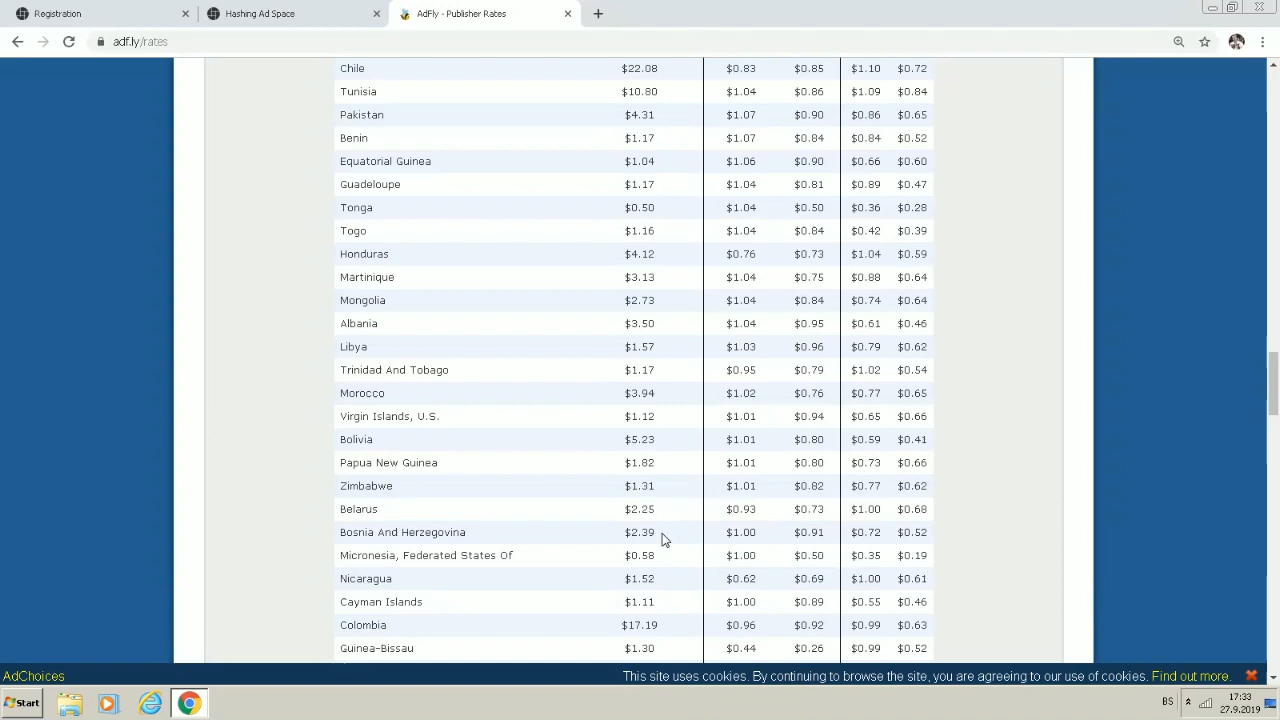 Registration
Hashing Ad Space
AdFly - Publisher Rates
adf.ly/rates
Chile $22.08 $0.83 $0.85 $1.10 $0.72
Tunisia $10.80 $1.04 $0.86 $1.09 $0.84
Pakistan $4.31 $1.07 $0.90 $0.86 $0.65
Benin $1.17 $1.07 $0.84 $0.84 $0.52
Equatorial Guinea $1.04 $1.06 $0.90 $0.66 $0.60
Guadeloupe $1.17 $1.04 $0.81 $0.89 $0.47
Tonga $0.50 $1.04 $0.50 $0.36 $0.28
Togo $1.16 $1.04 $0.84 $0.42 $0.39
Honduras $4.12 $0.76 $0.73 $1.04 $0.59
Martinique $3.13 $1.04 $0.75 $0.88 $0.64
Mongolia $2.73 $1.04 $0.84 $0.74 $0.64
Albania $3.50 $1.04 $0.95 $0.61 $0.46
Libya $1.57 $1.03 $0.96 $0.79 $0.62
Trinidad And Tobago $1.17 $0.95 $0.79 $1.02 $0.54
Morocco $3.94 $1.02 $0.76 $0.77 $0.65
Virgin Islands, U.S. $1.12 $1.01 $0.94 $0.65 $0.66
Bolivia $5.23 $1.01 $0.80 $0.59 $0.41
Papua New Guinea $1.82 $1.01 $0.80 $0.73 $0.66
Zimbabwe $1.31 $1.01 $0.82 $0.77 $0.62
Belarus $2.25 $0.93 $0.73 $1.00 $0.68
Bosnia And Herzegovina $2.39 $1.00 $0.91 $0.72 $0.52
Micronesia, Federated States Of $0.58 $1.00 $0.50 $0.35 $0.19
Nicaragua $1.52 $0.62 $0.69 $1.00 $0.61
Cayman Islands $1.11 $1.00 $0.89 $0.55 $0.46
Colombia $17.19 $0.96 $0.92 $0.99 $0.63
Guinea-Bissau $1.30 $0.44 $0.26 $0.99 $0.52
AdChoices
This site uses cookies. By continuing to browse the site, you are agreeing to our use of cookies. Find out more.
Start
BS
17:33
27.9.2019